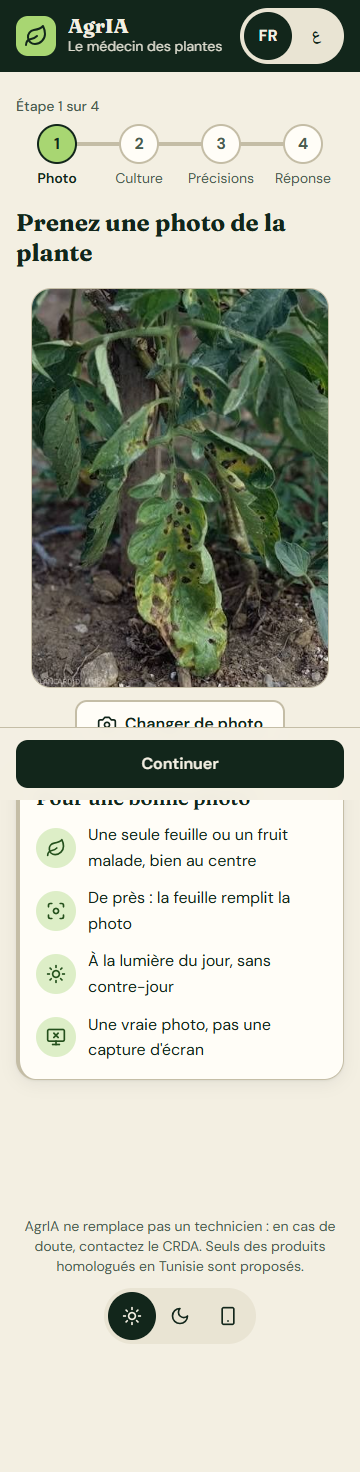 AgrIA
Le médecin des plantes
FR
ع
Étape 1 sur 4
1
2
3
4
Photo
Culture
Précisions
Réponse
Prenez une photo de la
plante
Changer de photo
Continuer
Pour une bonne photo
Une seule feuille ou un fruit
malade, bien au centre
De près : la feuille remplit la
photo
À la lumière du jour, sans
contre-jour
Une vraie photo, pas une
capture d'écran
AgrIA ne remplace pas un technicien : en cas de
doute, contactez le CRDA. Seuls des produits
homologués en Tunisie sont proposés.